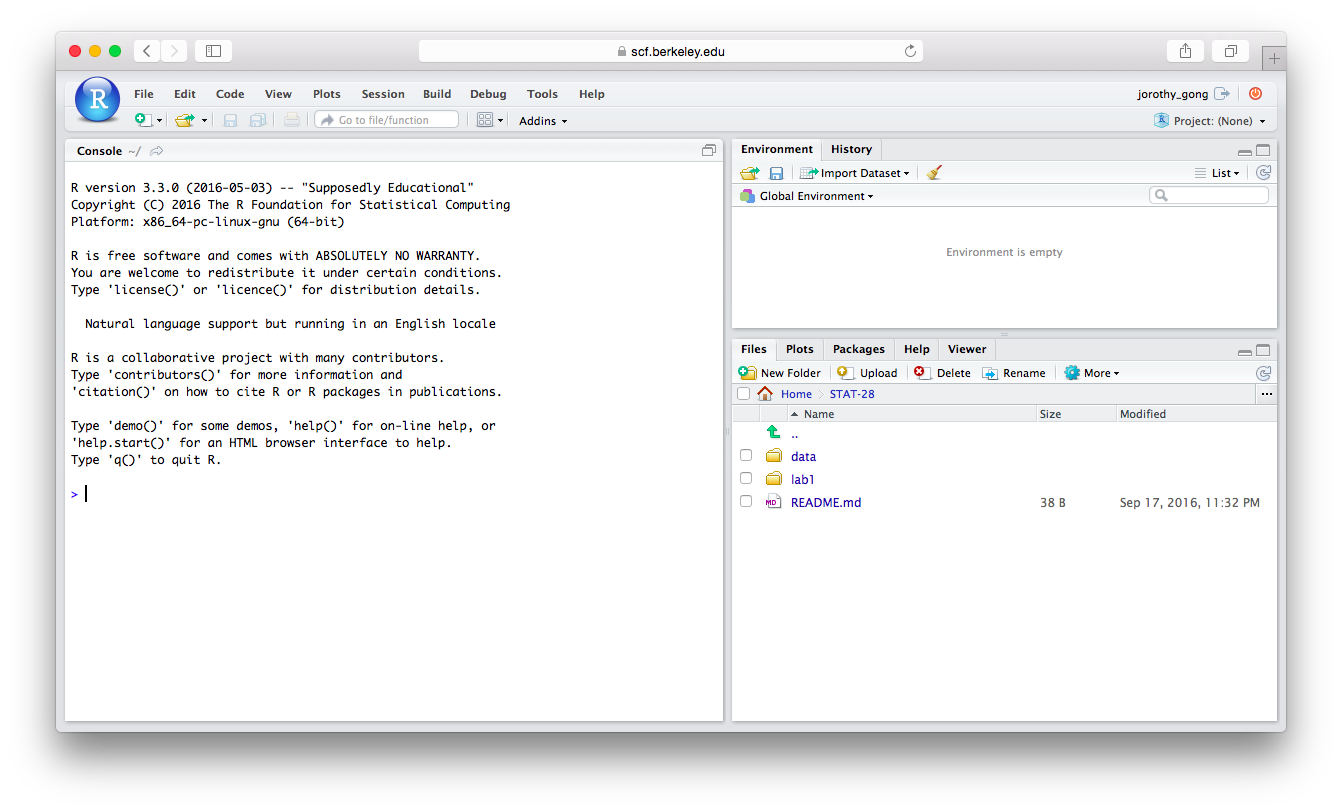 scf.berkeley.edu
R
File Edit Code View Plots Session Build Debug Tools Help
jorothy_gong
Go to file/function
Addins
Project: (None)
Console ~/
R version 3.3.0 (2016-05-03) -- "Supposedly Educational"
Copyright (C) 2016 The R Foundation for Statistical Computing
Platform: x86_64-pc-linux-gnu (64-bit)
R is free software and comes with ABSOLUTELY NO WARRANTY.
You are welcome to redistribute it under certain conditions.
Type 'license()' or 'licence()' for distribution details.
Natural language support but running in an English locale
R is a collaborative project with many contributors.
Type 'contributors()' for more information and
'citation()' on how to cite R or R packages in publications.
Type 'demo()' for some demos, 'help()' for on-line help, or
'help.start()' for an HTML browser interface to help.
Type 'q()' to quit R.
>
Environment History
Import Dataset
List
Global Environment
Environment is empty
Files Plots Packages Help Viewer
New Folder Upload Delete Rename More
Home STAT-28 ...
Name Size Modified
..
data
lab1
MD README.md 38 B Sep 17, 2016, 11:32 PM